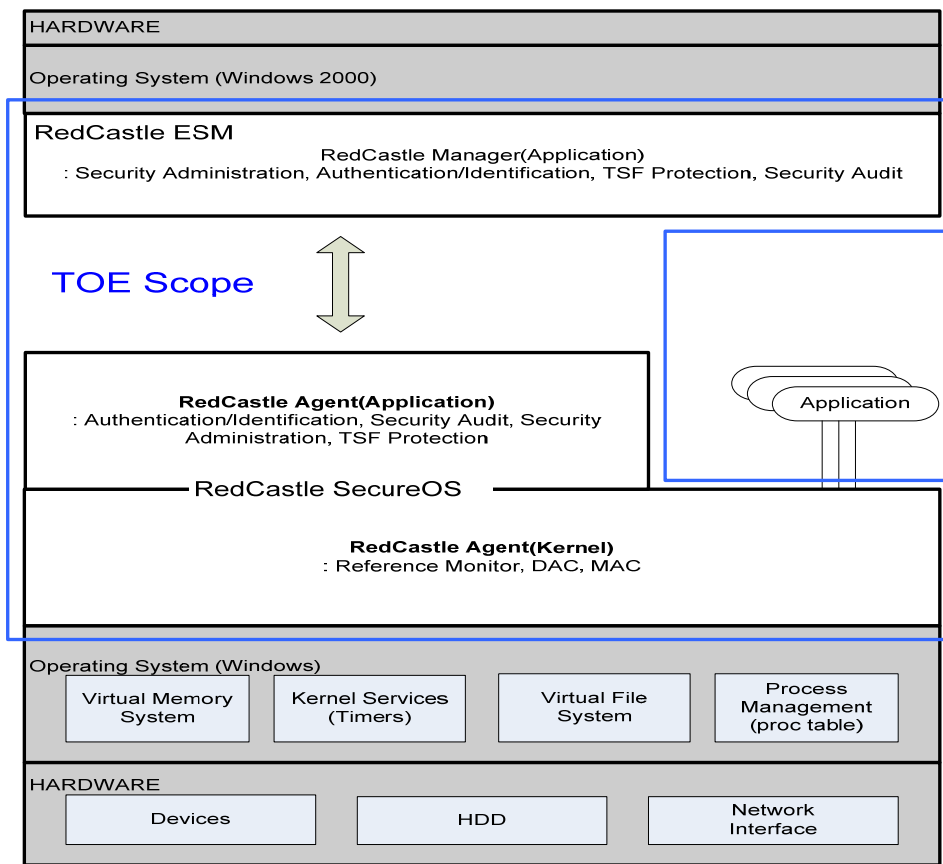 HARDWARE
Operating System (Windows 2000)
RedCastle ESM
RedCastle Manager(Application)
: Security Administration, Authentication/Identification, TSF Protection, Security Audit
TOE Scope
RedCastle Agent(Application)
: Authentication/Identification, Security Audit, Security
Administration, TSF Protection
Application
RedCastle SecureOS
RedCastle Agent(Kernel)
: Reference Monitor, DAC, MAC
Operating System (Windows)
Virtual Memory
System
Kernel Services
(Timers)
Virtual File
System
Process
Management
(proc table)
HARDWARE
Devices
HDD
Network
Interface